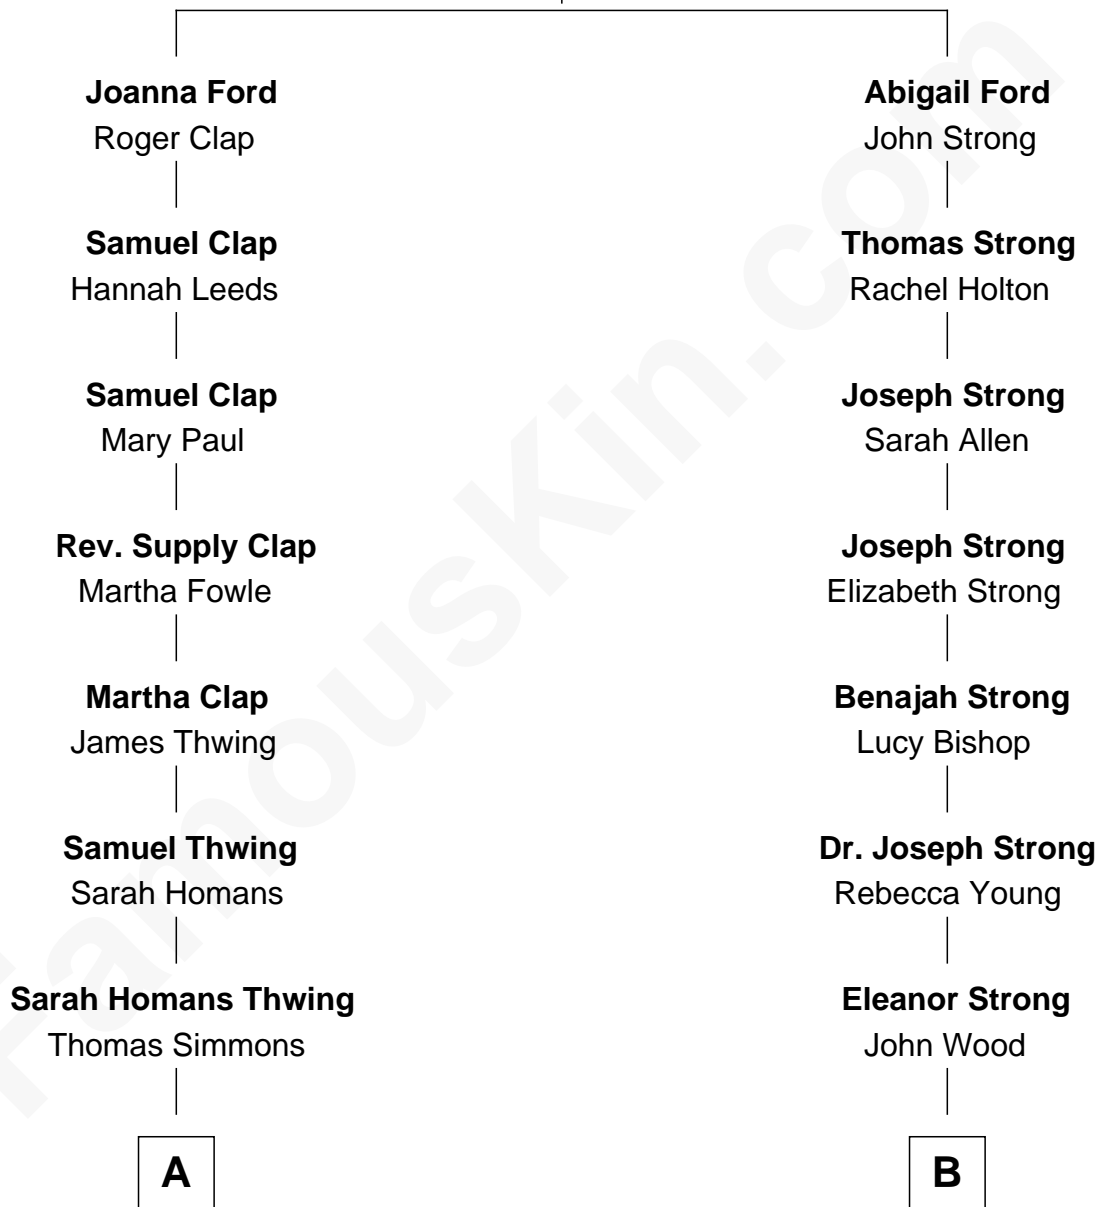 Joanna Ford
Roger Clap
Samuel Clap
Hannah Leeds
Samuel Clap
Mary Paul
Rev. Supply Clap
Martha Fowle
Martha Clap
James Thwing
Samuel Thwing
Sarah Homans
Sarah Homans Thwing
Thomas Simmons
A
Abigail Ford
John Strong
Thomas Strong
Rachel Holton
Joseph Strong
Sarah Allen
Joseph Strong
Elizabeth Strong
Benajah Strong
Lucy Bishop
Dr. Joseph Strong
Rebecca Young
Eleanor Strong
John Wood
B
FamousKin.com